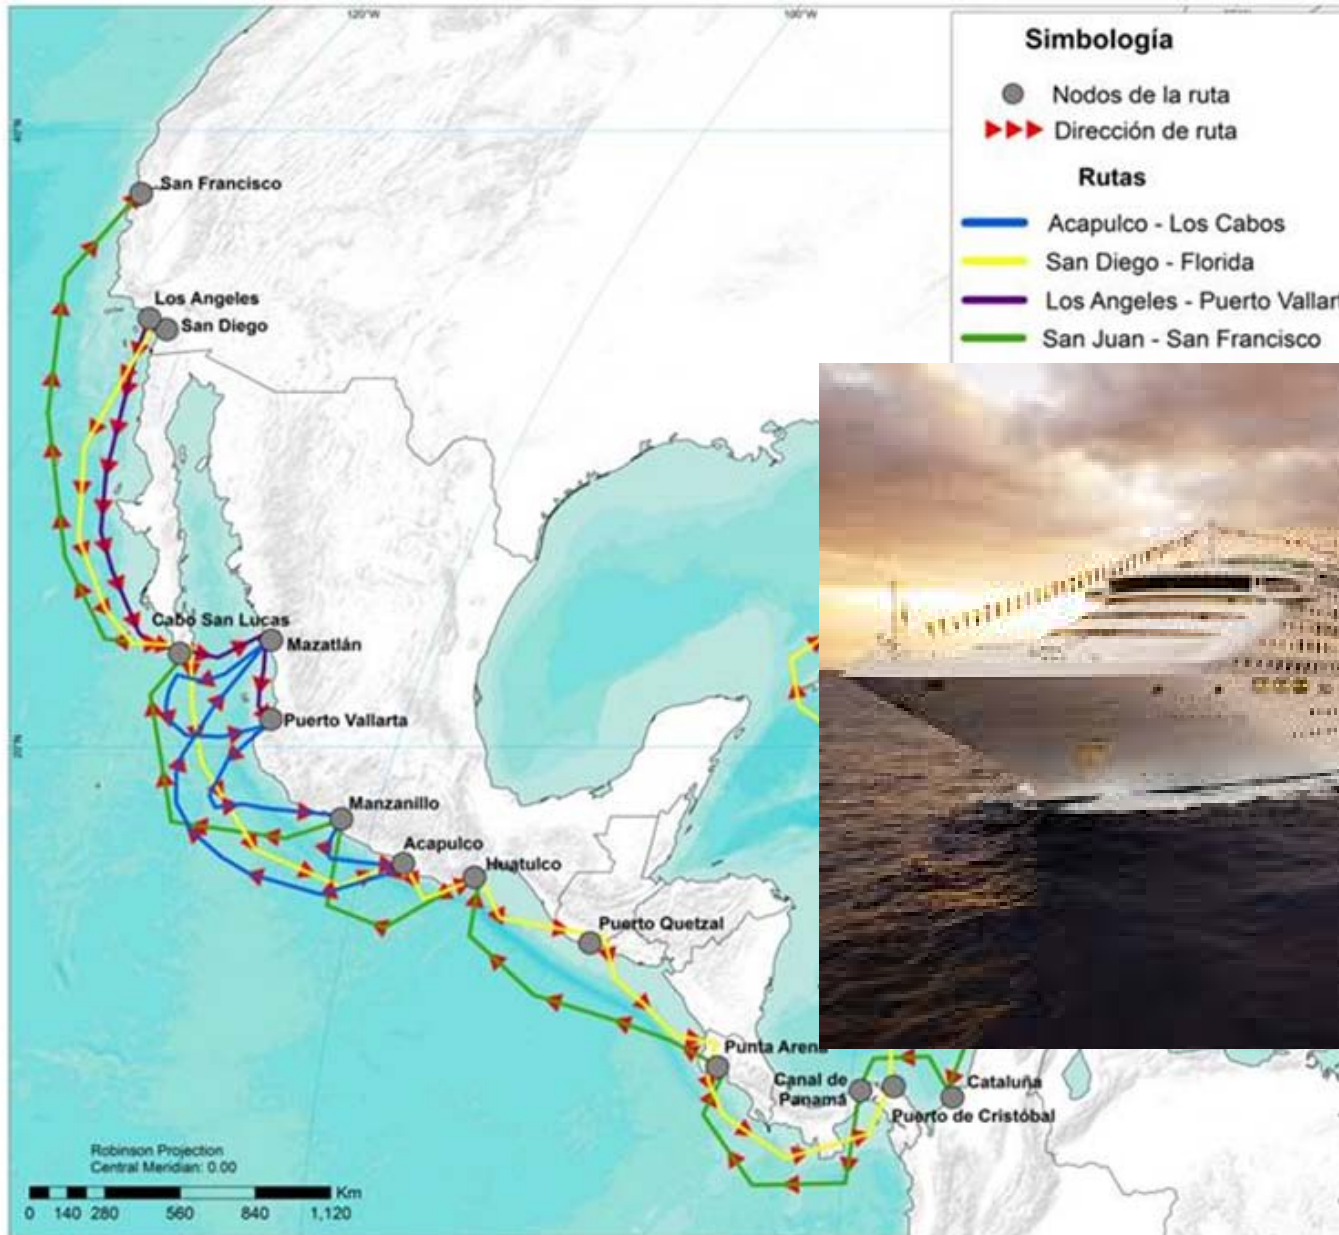 120°W
100°W
Simbología
Nodos de la ruta
Dirección de ruta
Rutas
Acapulco - Los Cabos
San Diego - Florida
Los Angeles - Puerto Vallart
San Juan - San Francisco
40°N
San Francisco
Los Angeles
San Diego
Cabo San Lucas
Mazatlán
Puerto Vallarta
20°N
Manzanillo
Acapulco
Huatulco
Puerto Quetzal
Punta Arena
Canal de
Panamá
Cataluña
Puerto de Cristóbal
Robinson Projection
Central Meridian: 0.00
Km
0 140 280 560 840 1,120